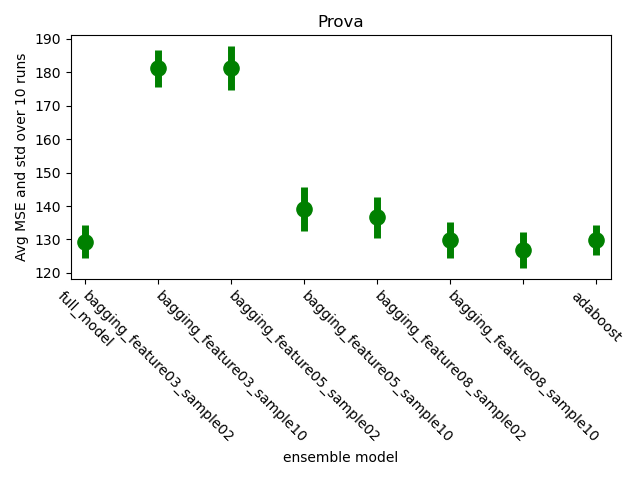 Prova
Avg MSE and std over 10 runs
190
180
170
160
150
140
130
120
full_model
bagging_feature03_sample02
bagging_feature03_sample10
bagging_feature05_sample02
bagging_feature05_sample10
bagging_feature08_sample02
bagging_feature08_sample10
adaboost
ensemble model